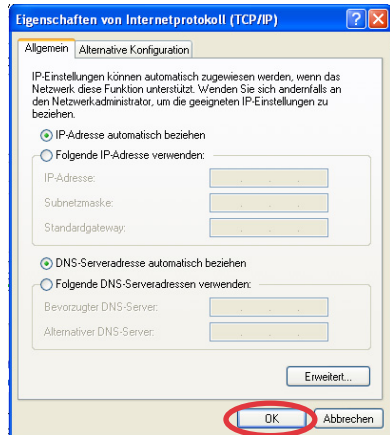 Eigenschaften von Internetprotokoll (TCP/IP)
Allgemein
Alternative Konfiguration
IP-Einstellungen können automatisch zugewiesen werden, wenn das
Netzwerk diese Funktion unterstützt. Wenden Sie sich andernfalls an
den Netzwerkadministrator, um die geeigneten IP-Einstellungen zu
beziehen.
IP-Adresse automatisch beziehen
Folgende IP-Adresse verwenden:
IP-Adresse:
Subnetzmaske:
Standardgateway:
DNS-Serveradresse automatisch beziehen
Folgende DNS-Serveradressen verwenden:
Bevorzugter DNS-Server:
Alternativer DNS-Server:
Erweitert...
OK
Abbrechen